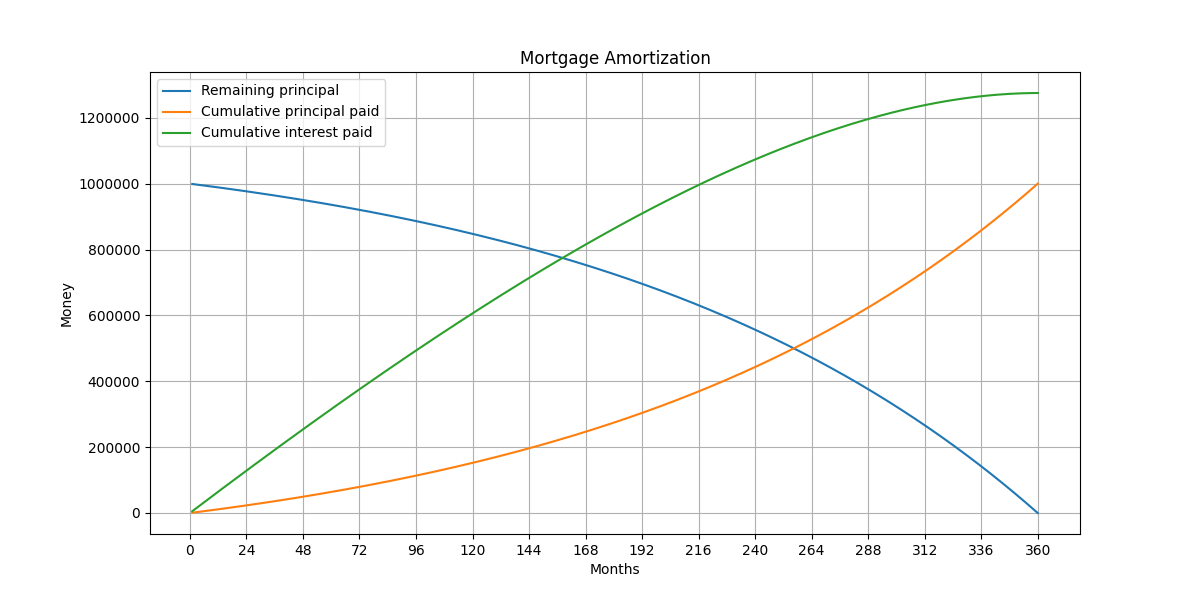 Mortgage Amortization
Remaining principal
Cumulative principal paid
Cumulative interest paid
1200000
1000000
800000
600000
400000
200000
0
Money
0 24 48 72 96 120 144 168 192 216 240 264 288 312 336 360
Months